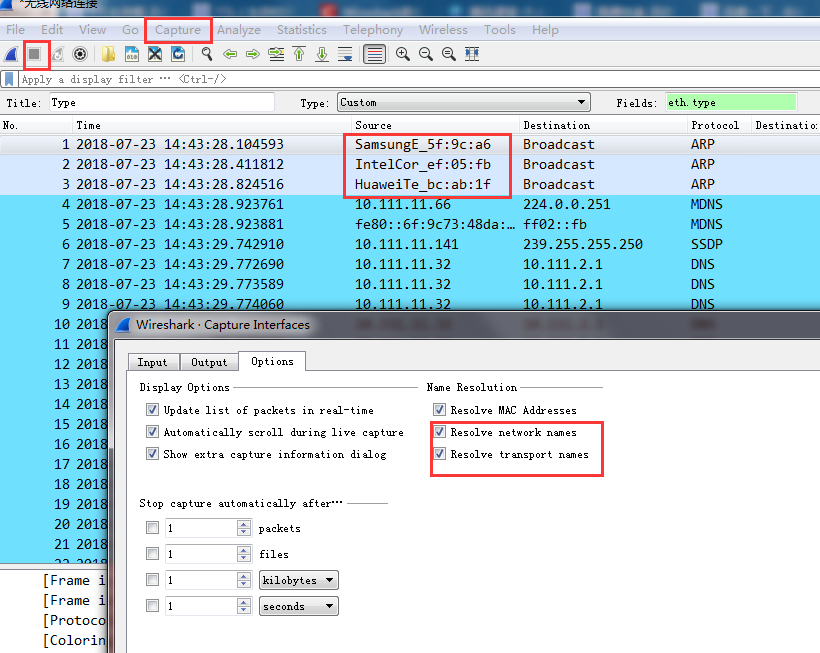 *无线网络连接
File Edit View Go Capture Analyze Statistics Telephony Wireless Tools Help
Apply a display filter ··· <Ctrl-/>
Title: Type Type: Custom Fields: eth.type
No. Time Source Destination Protocol Destinatio
1 2018-07-23 14:43:28.104593 SamsungE_5f:9c:a6 Broadcast ARP
2 2018-07-23 14:43:28.411812 IntelCor_ef:05:fb Broadcast ARP
3 2018-07-23 14:43:28.824516 HuaweiTe_bc:ab:1f Broadcast ARP
4 2018-07-23 14:43:28.923761 10.111.11.66 224.0.0.251 MDNS
5 2018-07-23 14:43:28.923881 fe80::6f:9c73:48da:… ff02::fb MDNS
6 2018-07-23 14:43:29.742910 10.111.11.141 239.255.255.250 SSDP
7 2018-07-23 14:43:29.772690 10.111.11.32 10.111.2.1 DNS
8 2018-07-23 14:43:29.773589 10.111.11.32 10.111.2.1 DNS
9 2018-07-23 14:43:29.774060 10.111.11.32 10.111.2.1 DNS
10 2018
11 2018
12 2018
13 2018
14 2018
15 2018
16 2018
17 2018
18 2018
19 2018
20 2018
21 2018
[Frame i
[Frame i
[Protoco
[Colorin
Wireshark · Capture Interfaces
Input Output Options
Display Options
Update list of packets in real-time
Automatically scroll during live capture
Show extra capture information dialog
Name Resolution
Resolve MAC Addresses
Resolve network names
Resolve transport names
Stop capture automatically after···
1 packets
1 files
1 kilobytes
1 seconds